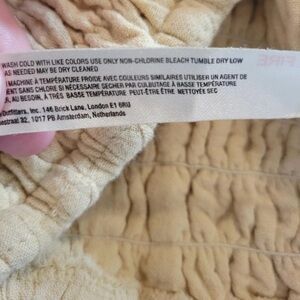 WASH COLD WITH LIKE COLORS USE ONLY NON-CHLORINE BLEACH TUMBLE DRY LOW
AS NEEDED MAY BE DRY CLEANED
MACHINE A TEMPÉRATURE FROIDE AVEC COULEURS SIMILAIRES UTILISER UN AGENT DE
SANS CHLORE SI NÉCESSAIRE SÉCHER PAR CULBUTAGE À BASSE TEMPÉRATURE
AU BESOIN, À TRÈS BASSE TEMPÉRATURE PEUT-ÊTRE ÊTRE NETTOYÉE SEC
Outfitters, Inc. 146 Brick Lane, London E1 6RU
32, 1017 PB Amsterdam, Netherlands